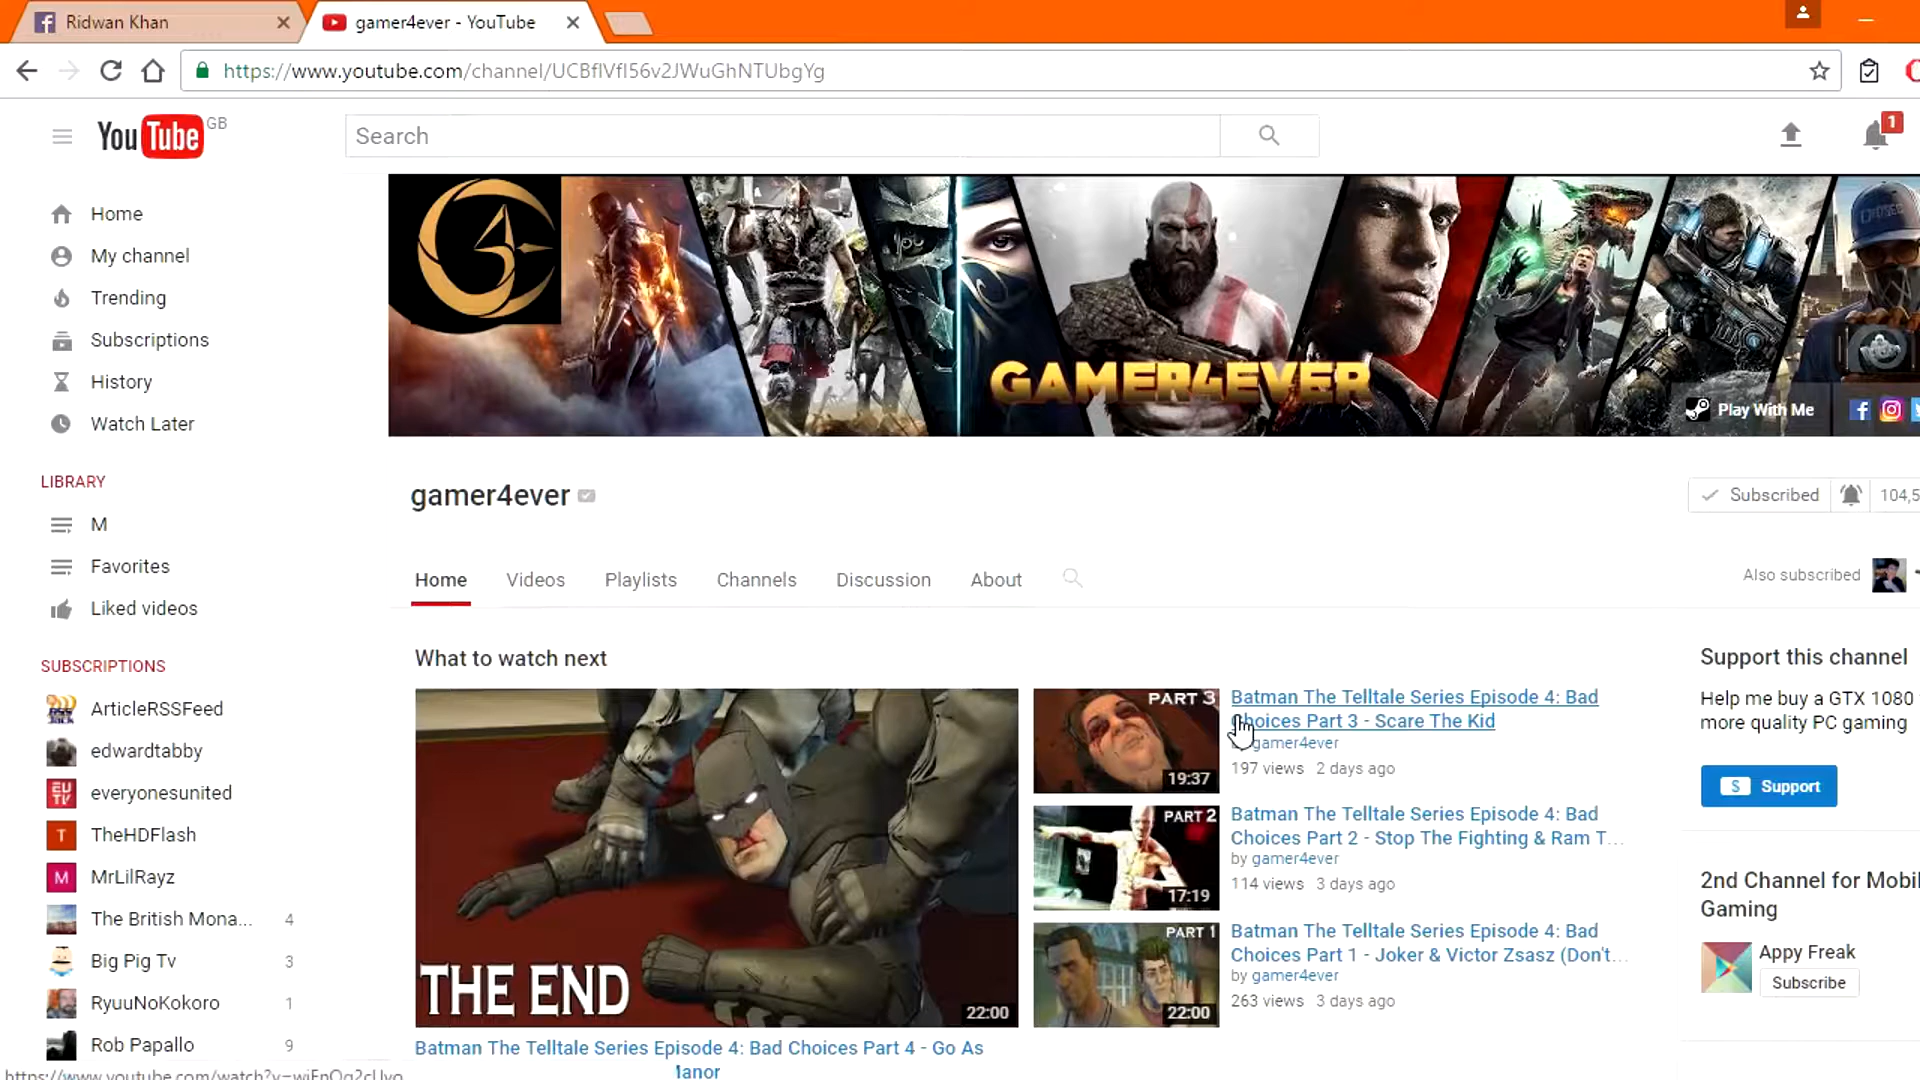 Ridwan Khan
gamer4ever - YouTube
https://www.youtube.com/channel/UCBfIVfI56v2JWuGhNTUbgYg
YouTube GB
Search
1
Home
My channel
Trending
Subscriptions
History
Watch Later
LIBRARY
M
Favorites
Liked videos
SUBSCRIPTIONS
ArticleRSSFeed
edwardtabby
everyonesunited
TheHDFlash
MrLilRayz
The British Mona... 4
Big Pig Tv 3
RyuuNoKokoro 1
Rob Papallo 9
GAMER4EVER
Play With Me
gamer4ever
Subscribed
104,5
Home
Videos
Playlists
Channels
Discussion
About
Also subscribed
What to watch next
THE END
22:00
Batman The Telltale Series Episode 4: Bad Choices Part 4 - Go As
PART 3
19:37
Batman The Telltale Series Episode 4: Bad
Choices Part 3 - Scare The Kid
by gamer4ever
197 views 2 days ago
PART 2
17:19
Batman The Telltale Series Episode 4: Bad
Choices Part 2 - Stop The Fighting & Ram T...
by gamer4ever
114 views 3 days ago
PART 1
22:00
Batman The Telltale Series Episode 4: Bad
Choices Part 1 - Joker & Victor Zsasz (Don't...
by gamer4ever
263 views 3 days ago
Support this channel
Help me buy a GTX 1080
more quality PC gaming
S Support
2nd Channel for Mobil
Gaming
Appy Freak
Subscribe